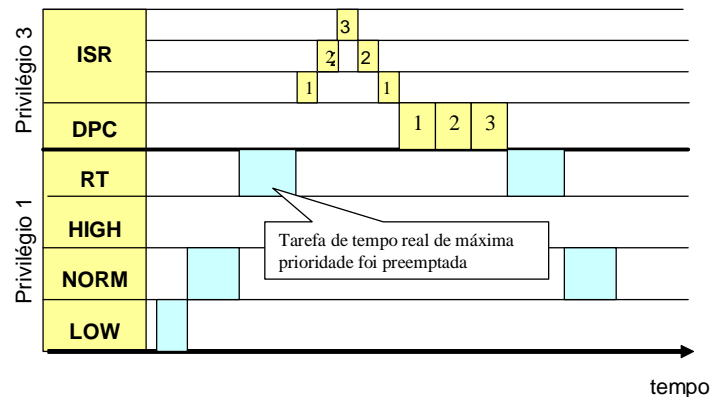 Privilégio 3
ISR
3
2 2
1 1
DPC
1 2 3
Privilégio 1
RT
HIGH
Tarefa de tempo real de máxima
prioridade foi preemptada
NORM
LOW
tempo